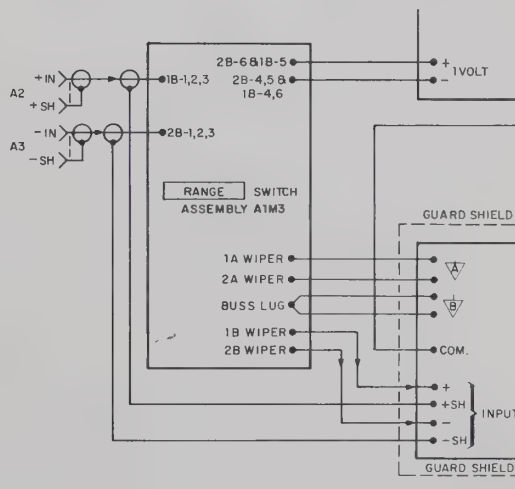 A2
+ IN
+ SH
A3
- IN
- SH
1B-1,2,3
2B-1,2,3
2B-6&1B-5
2B-4,5 &
1B-4,6
+
-
1 VOLT
RANGE SWITCH
ASSEMBLY A1M3
1A WIPER
2A WIPER
BUSS LUG
1B WIPER
2B WIPER
GUARD SHIELD
A
B
COM.
+
+SH
-
-SH
INPUT
GUARD SHIELD